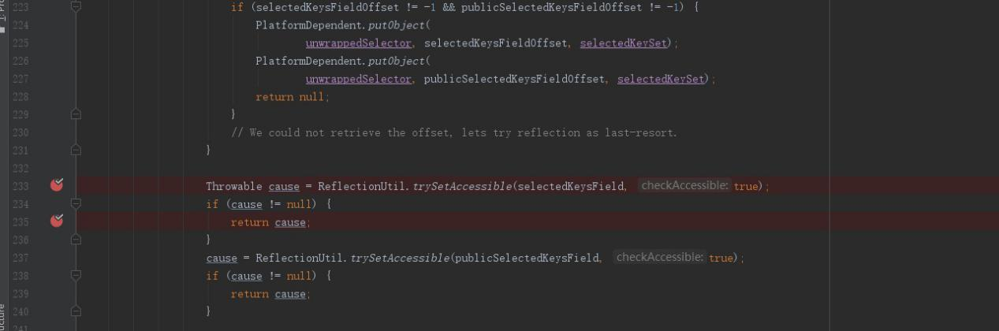 223 if (selectedKeysFieldOffset != -1 && publicSelectedKeysFieldOffset != -1) {
224 PlatformDependent.putObject(
225 unwrappedSelector, selectedKeysFieldOffset, selectedKeySet);
226 PlatformDependent.putObject(
227 unwrappedSelector, publicSelectedKeysFieldOffset, selectedKeySet);
228 return null;
229 }
230 // We could not retrieve the offset, lets try reflection as last-resort.
231 }
232
233 Throwable cause = ReflectionUtil.trySetAccessible(selectedKeysField, checkAccessible: true);
234 if (cause != null) {
235 return cause;
236 }
237 cause = ReflectionUtil.trySetAccessible(publicSelectedKeysField, checkAccessible: true);
238 if (cause != null) {
239 return cause;
240 }
241